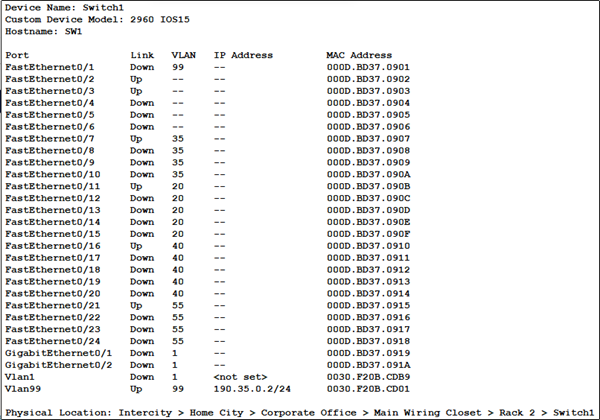 Device Name: Switch1
Custom Device Model: 2960 IOS15
Hostname: SW1
Port Link VLAN IP Address MAC Address
FastEthernet0/1 Down 99 -- 000D.BD37.0901
FastEthernet0/2 Up -- -- 000D.BD37.0902
FastEthernet0/3 Up -- -- 000D.BD37.0903
FastEthernet0/4 Down -- -- 000D.BD37.0904
FastEthernet0/5 Down -- -- 000D.BD37.0905
FastEthernet0/6 Down -- -- 000D.BD37.0906
FastEthernet0/7 Up 35 -- 000D.BD37.0907
FastEthernet0/8 Down 35 -- 000D.BD37.0908
FastEthernet0/9 Down 35 -- 000D.BD37.0909
FastEthernet0/10 Down 35 -- 000D.BD37.090A
FastEthernet0/11 Up 20 -- 000D.BD37.090B
FastEthernet0/12 Down 20 -- 000D.BD37.090C
FastEthernet0/13 Down 20 -- 000D.BD37.090D
FastEthernet0/14 Down 20 -- 000D.BD37.090E
FastEthernet0/15 Down 20 -- 000D.BD37.090F
FastEthernet0/16 Up 40 -- 000D.BD37.0910
FastEthernet0/17 Down 40 -- 000D.BD37.0911
FastEthernet0/18 Down 40 -- 000D.BD37.0912
FastEthernet0/19 Down 40 -- 000D.BD37.0913
FastEthernet0/20 Down 40 -- 000D.BD37.0914
FastEthernet0/21 Up 55 -- 000D.BD37.0915
FastEthernet0/22 Down 55 -- 000D.BD37.0916
FastEthernet0/23 Down 55 -- 000D.BD37.0917
FastEthernet0/24 Down 55 -- 000D.BD37.0918
GigabitEthernet0/1 Down 1 -- 000D.BD37.0919
GigabitEthernet0/2 Down 1 -- 000D.BD37.091A
Vlan1 Down 1 <not set> 0030.F20B.CDB9
Vlan99 Up 99 190.35.0.2/24 0030.F20B.CD01
Physical Location: Intercity > Home City > Corporate Office > Main Wiring Closet > Rack 2 > Switch1